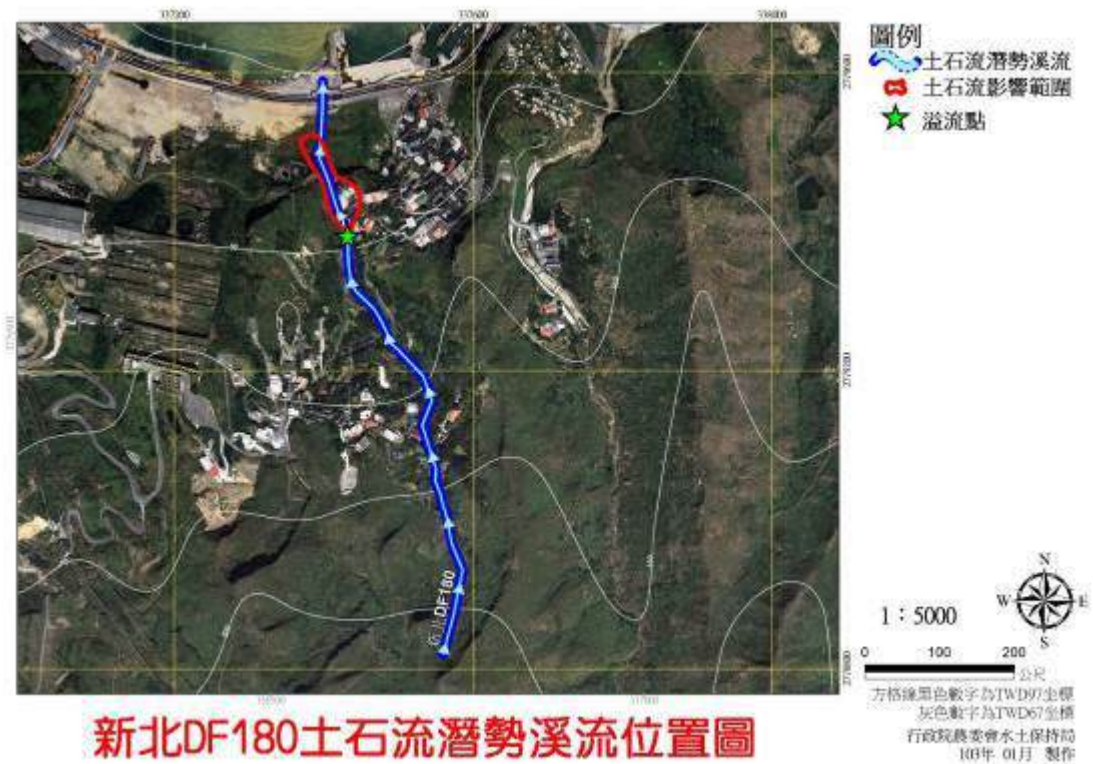 圖例
土石流潛勢溪流
土石流影響範圍
溢流點
新北DF180
N
W E
S
1：5000
0 100 200
公尺
方格線黑色數字為TWD97坐標
灰色數字為TWD67坐標
行政院農委會水土保持局
103年 01月 製作
新北DF180土石流潛勢溪流位置圖